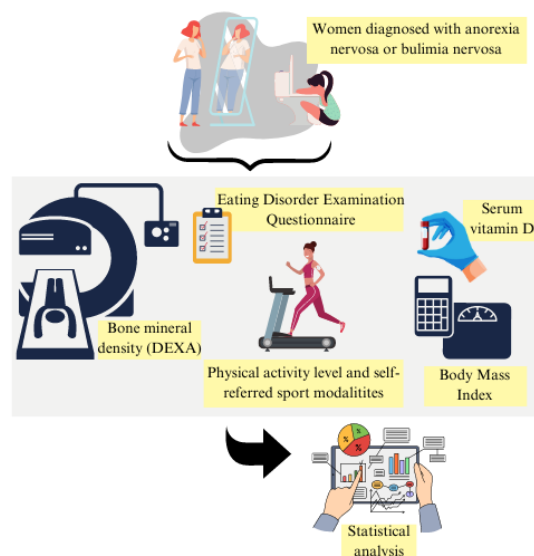 Women diagnosed with anorexia
nervosa or bulimia nervosa
Eating Disorder Examination
Questionnaire
Serum
vitamin D
Bone mineral
density (DEXA)
Physical activity level and self-
referred sport modalitites
Body Mass
Index
% % %
Statistical
analysis